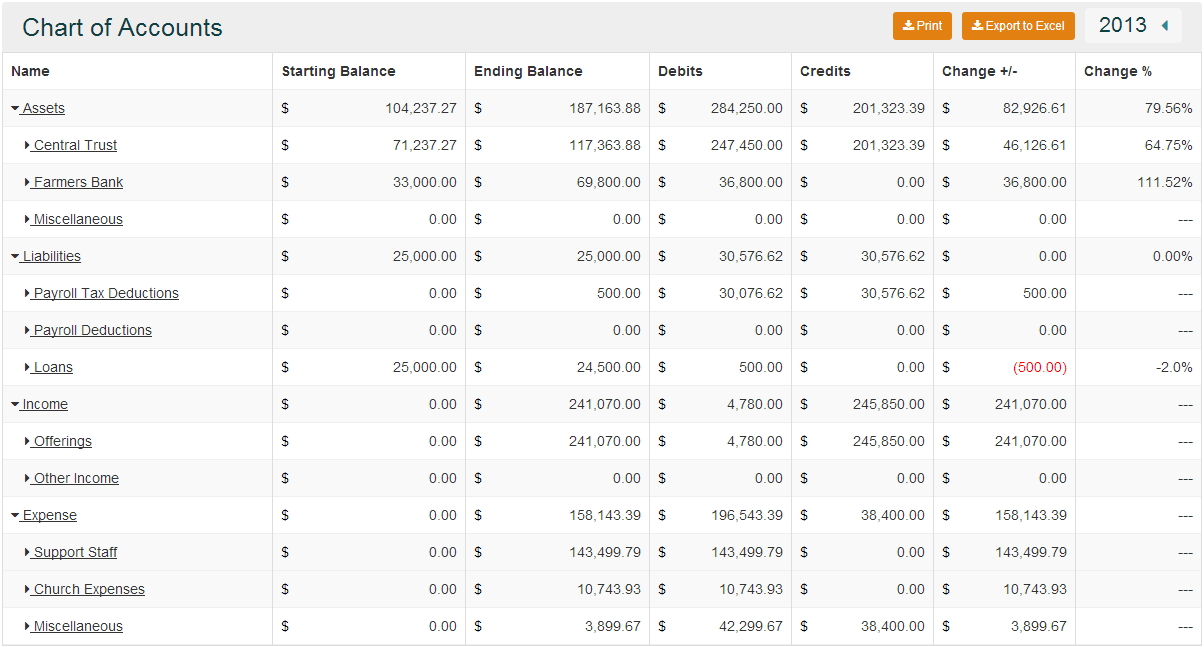 Chart of Accounts Print Export to Excel 2013
Name Starting Balance Ending Balance Debits Credits Change +/- Change %
Assets $ 104,237.27 $ 187,163.88 $ 284,250.00 $ 201,323.39 $ 82,926.61 79.56%
Central Trust $ 71,237.27 $ 117,363.88 $ 247,450.00 $ 201,323.39 $ 46,126.61 64.75%
Farmers Bank $ 33,000.00 $ 69,800.00 $ 36,800.00 $ 0.00 $ 36,800.00 111.52%
Miscellaneous $ 0.00 $ 0.00 $ 0.00 $ 0.00 $ 0.00 ---
Liabilities $ 25,000.00 $ 25,000.00 $ 30,576.62 $ 30,576.62 $ 0.00 0.00%
Payroll Tax Deductions $ 0.00 $ 500.00 $ 30,076.62 $ 30,576.62 $ 500.00 ---
Payroll Deductions $ 0.00 $ 0.00 $ 0.00 $ 0.00 $ 0.00 ---
Loans $ 25,000.00 $ 24,500.00 $ 500.00 $ 0.00 $ (500.00) -2.0%
Income $ 0.00 $ 241,070.00 $ 4,780.00 $ 245,850.00 $ 241,070.00 ---
Offerings $ 0.00 $ 241,070.00 $ 4,780.00 $ 245,850.00 $ 241,070.00 ---
Other Income $ 0.00 $ 0.00 $ 0.00 $ 0.00 $ 0.00 ---
Expense $ 0.00 $ 158,143.39 $ 196,543.39 $ 38,400.00 $ 158,143.39 ---
Support Staff $ 0.00 $ 143,499.79 $ 143,499.79 $ 0.00 $ 143,499.79 ---
Church Expenses $ 0.00 $ 10,743.93 $ 10,743.93 $ 0.00 $ 10,743.93 ---
Miscellaneous $ 0.00 $ 3,899.67 $ 42,299.67 $ 38,400.00 $ 3,899.67 ---